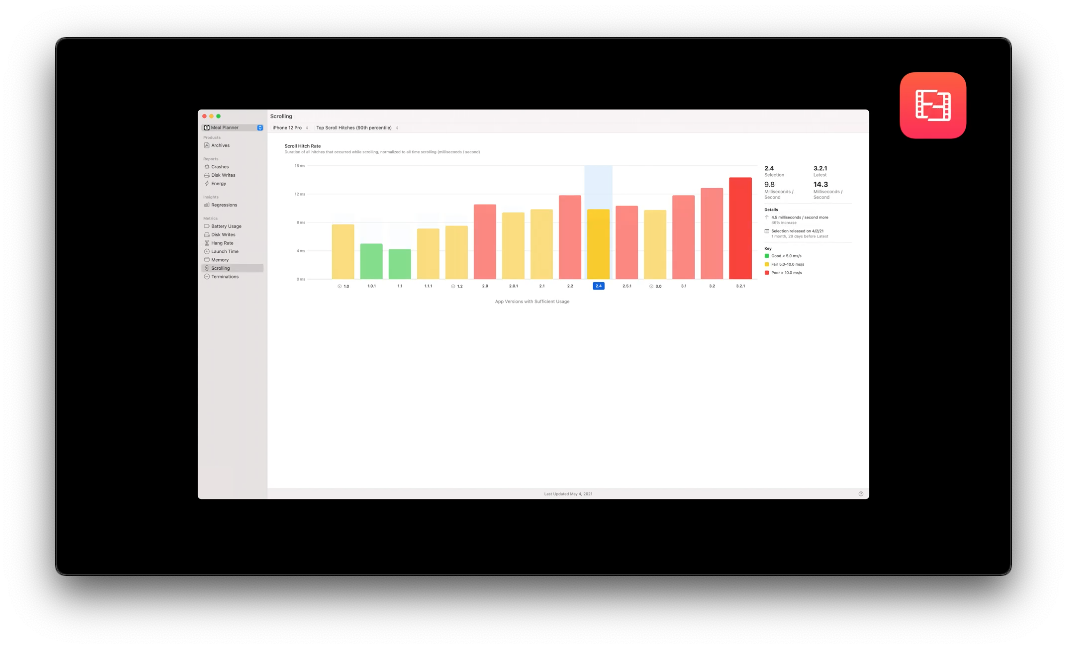 Scrolling
Meal Planner
iPhone 12 Pro
Top Scroll Hitches (90th percentile)
Products
Archives
Reports
Crashes
Disk Writes
Energy
Insights
Regressions
Metrics
Battery Usage
Disk Writes
Hang Rate
Launch Time
Memory
Scrolling
Terminations
Scroll Hitch Rate
Duration of all hitches that occurred while scrolling, normalized to all time scrolling (milliseconds / second)
12 ms
8 ms
4 ms
0 ms
1.0
1.0.1
1.1
1.1.1
1.2
2.0
2.0.1
2.1
2.2
2.4
2.5.1
3.0
3.1
3.2
3.2.1
App Versions with Sufficient Usage
2.4
Selection
9.8
Milliseconds /
Second
3.2.1
Latest
14.3
Milliseconds /
Second
Details
4.5 milliseconds / second more
increase
Selection released on 4/2/21
1 month, days before Latest
Key
Good < 5.0 ms/s
Fair 5.0-10.0 ms/s
Poor > 10.0 ms/s
Last Updated May 2021